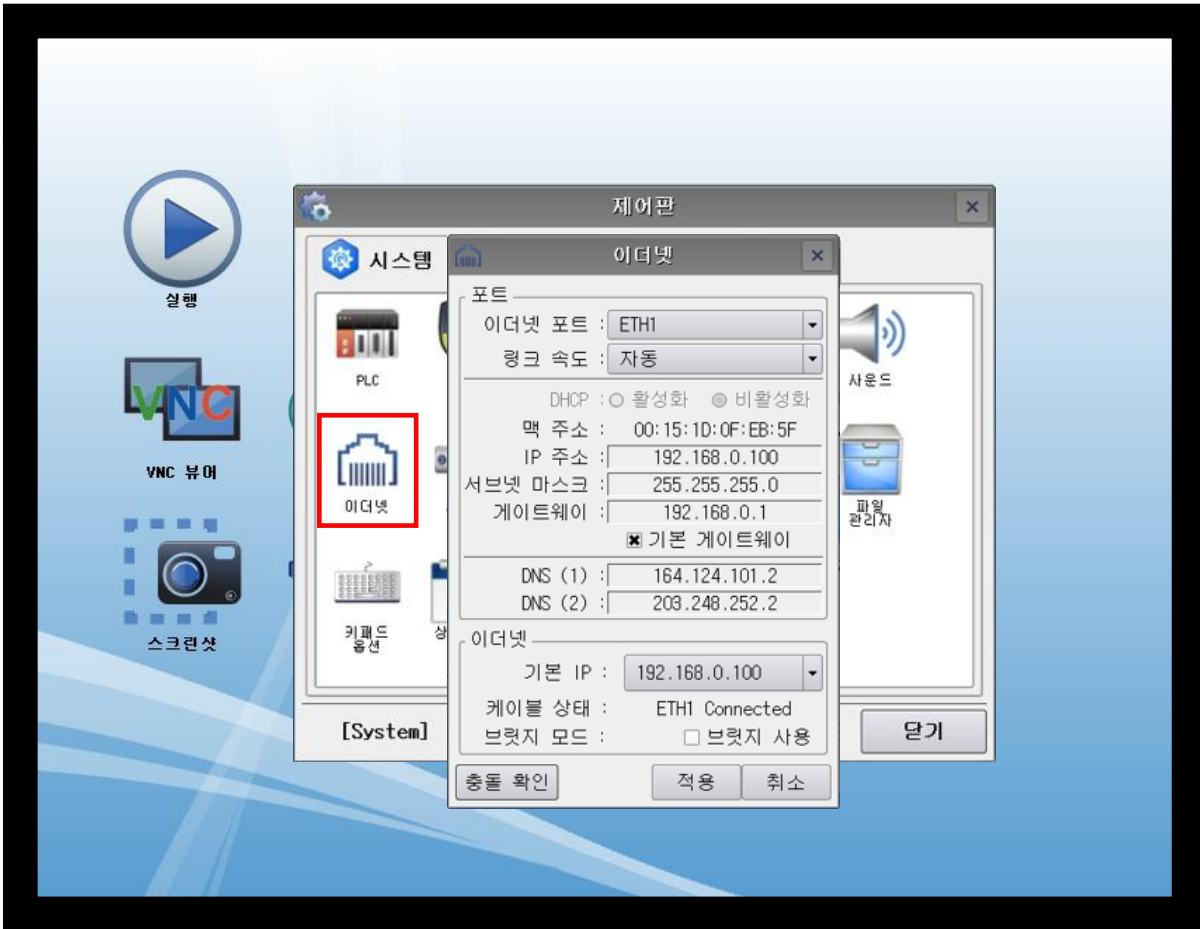 제어판
시스템
이더넷
포트
이더넷 포트 : ETH1
링크 속도 : 자동
DHCP : 활성화 비활성화
맥 주소 : 00:15:1D:0F:EB:5F
IP 주소 : 192.168.0.100
서브넷 마스크 : 255.255.255.0
게이트웨이 : 192.168.0.1
기본 게이트웨이
DNS (1) : 164.124.101.2
DNS (2) : 203.248.252.2
이더넷
기본 IP : 192.168.0.100
케이블 상태 : ETH1 Connected
브릿지 모드 : 브릿지 사용
충돌 확인
적용
취소
실행
VNC
VNC 뷰어
스크린샷
PLC
이더넷
키패드
옵션
사운드
파일
관리자
[System]
닫기